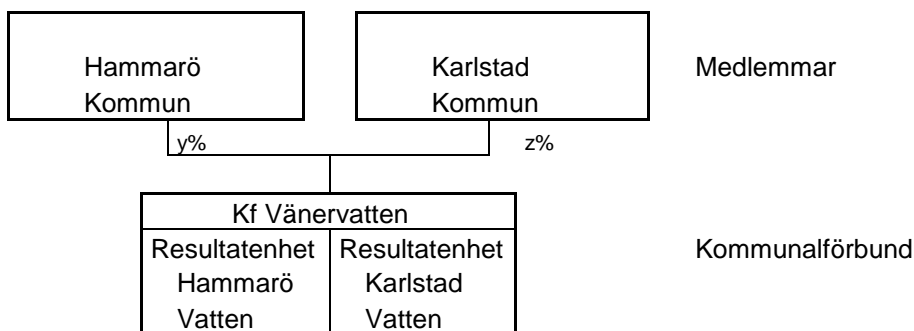 Hammarö
Kommun
Karlstad
Kommun
Medlemmar
y%
z%
Kf Vänervatten
Resultatenhet
Hammarö
Vatten
Resultatenhet
Karlstad
Vatten
Kommunalförbund